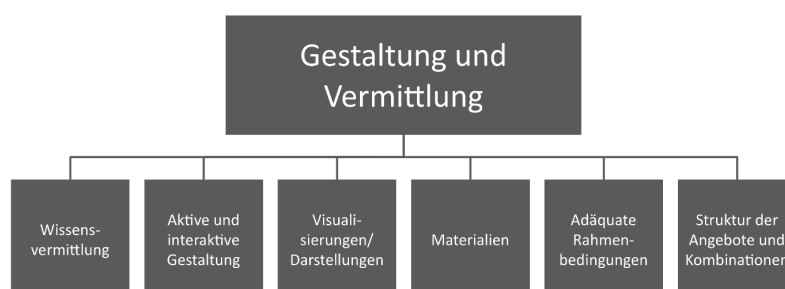 Gestaltung und
Vermittlung
Wissens-
vermittlung
Aktive und
interaktive
Gestaltung
Visuali-
sierungen/
Darstellungen
Materialien
Adäquate
Rahmen-
bedingungen
Struktur der
Angebote und
Kombinationen